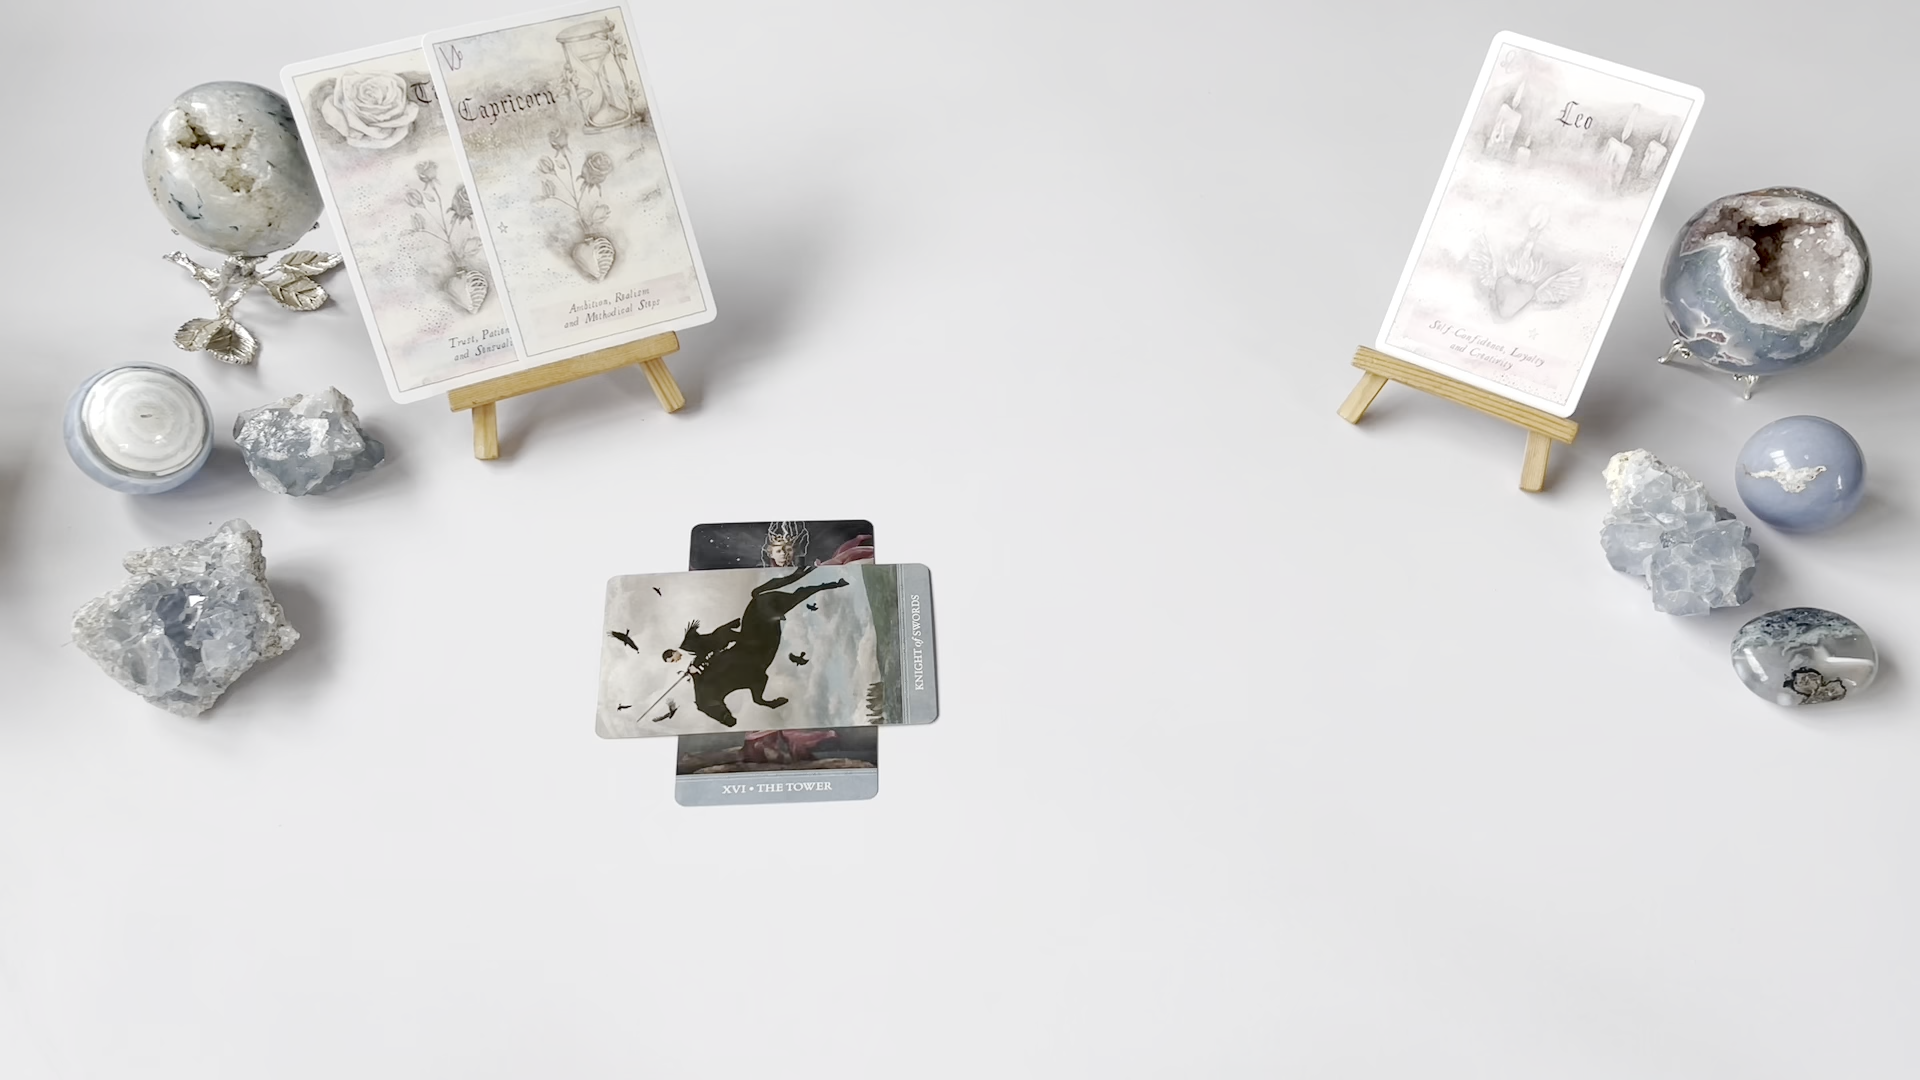 Capricorn
Ambition, Realism
and Methodical Steps
Trust,
and
Leo
Self Confidence, Loyalty
and Creativity
KNIGHT of SWORDS
XVI • THE TOWER